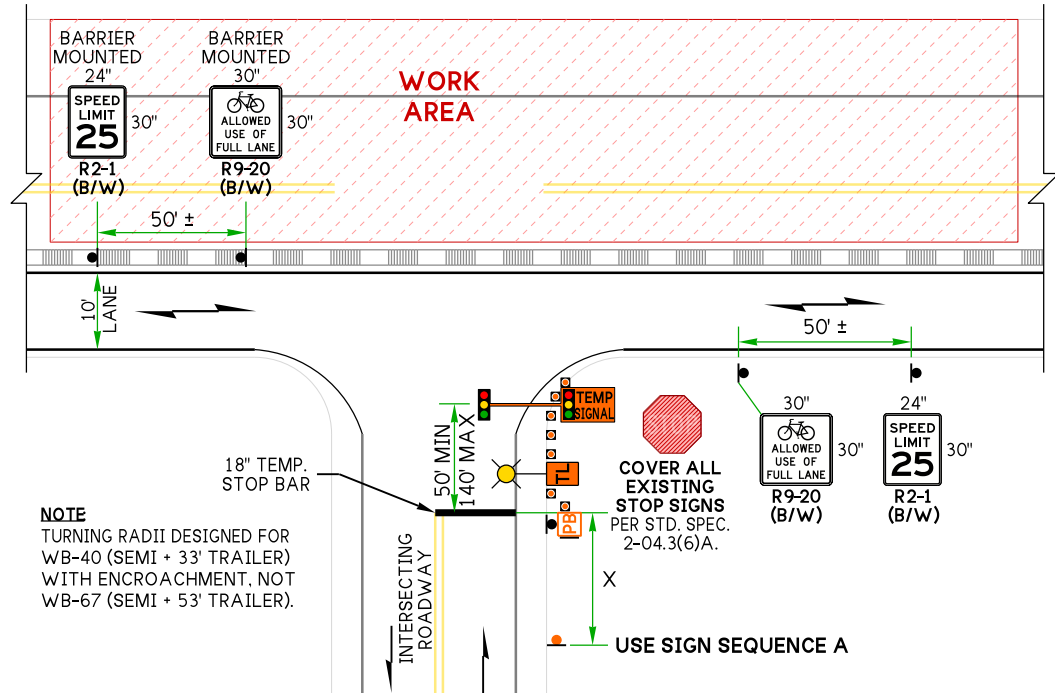 BARRIER
MOUNTED
24"
SPEED
LIMIT
25
30"
R2-1
(B/W)
BARRIER
MOUNTED
30"
ALLOWED
USE OF
FULL LANE
30"
R9-20
(B/W)
WORK
AREA
50' ±
10'
LANE
50' ±
TEMP
SIGNAL
STOP
50' MIN
140' MAX
TL
PB
18" TEMP.
STOP BAR
COVER ALL
EXISTING
STOP SIGNS
PER STD. SPEC.
2-04.3(6)A.
30"
ALLOWED
USE OF
FULL LANE
30"
R9-20
(B/W)
24"
SPEED
LIMIT
25
30"
R2-1
(B/W)
NOTE
TURNING RADII DESIGNED FOR
WB-40 (SEMI + 33' TRAILER)
WITH ENCROACHMENT, NOT
WB-67 (SEMI + 53' TRAILER).
INTERSECTING
ROADWAY
X
USE SIGN SEQUENCE A